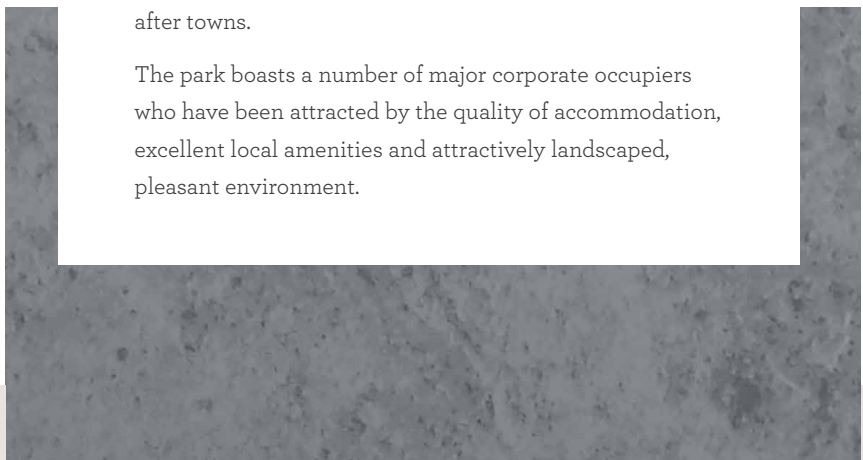 after towns.
The park boasts a number of major corporate occupiers
who have been attracted by the quality of accommodation,
excellent local amenities and attractively landscaped,
pleasant environment.